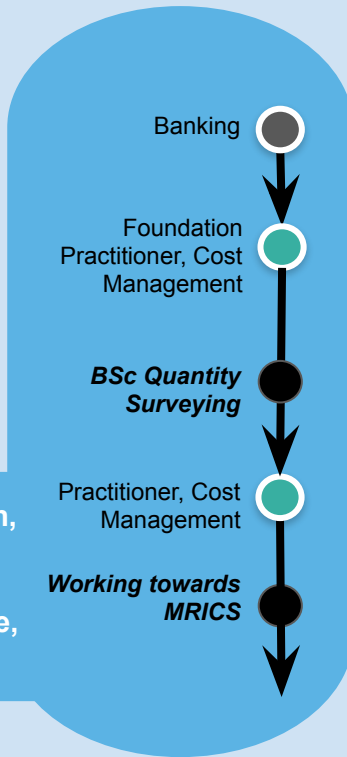 Banking
Foundation
Practitioner, Cost
Management
BSc Quantity
Surveying
Practitioner, Cost
Management
Working towards
MRICS